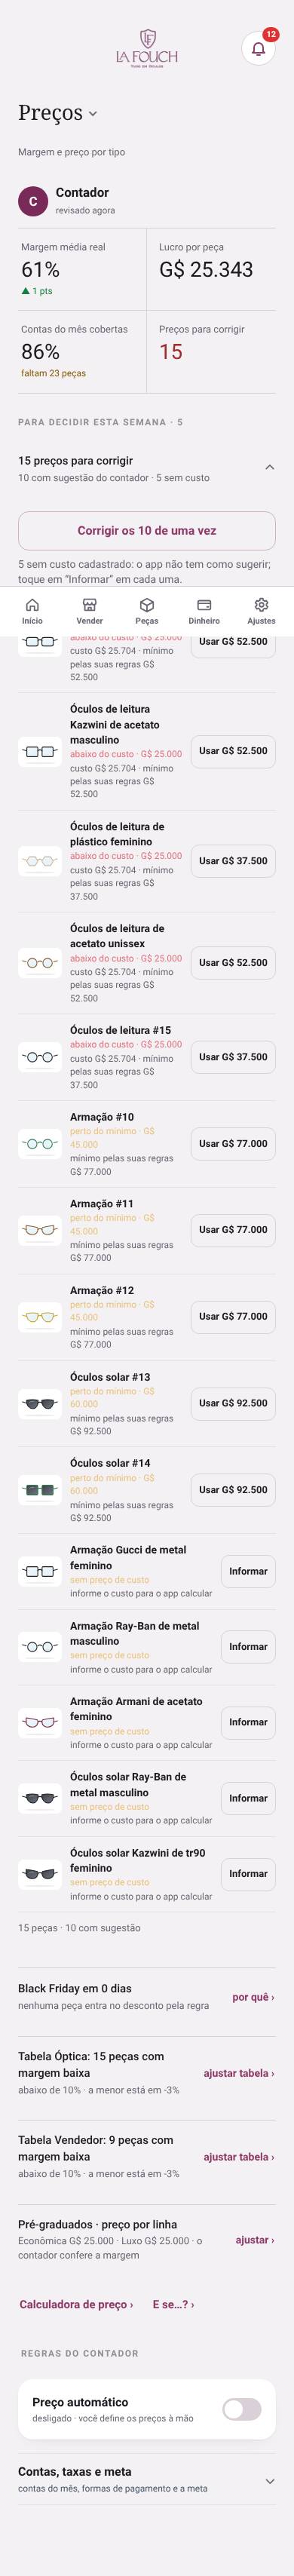 LA FOUCH
12
Preços
Margem e preço por tipo
C
Contador
revisado agora
Margem média real
61%
▲ 1 pts
Lucro por peça
G$ 25.343
Contas do mês cobertas
86%
faltam 23 peças
Preços para corrigir
15
PARA DECIDIR ESTA SEMANA · 5
15 preços para corrigir
10 com sugestão do contador · 5 sem custo
Corrigir os 10 de uma vez
5 sem custo cadastrado: o app não tem como sugerir;
toque em "Informar" em cada uma.
Início
Vender
Peças
Dinheiro
Ajustes
abaixo do custo · G$ 25.000
custo G$ 25.704 · mínimo
pelas suas regras G$
52.500
Usar G$ 52.500
Óculos de leitura
Kazwini de acetato
masculino
abaixo do custo · G$ 25.000
custo G$ 25.704 · mínimo
pelas suas regras G$
52.500
Usar G$ 52.500
Óculos de leitura de
plástico feminino
abaixo do custo · G$ 25.000
custo G$ 25.704 · mínimo
pelas suas regras G$
37.500
Usar G$ 37.500
Óculos de leitura de
acetato unissex
abaixo do custo · G$ 25.000
custo G$ 25.704 · mínimo
pelas suas regras G$
52.500
Usar G$ 52.500
Óculos de leitura #15
abaixo do custo · G$ 25.000
custo G$ 25.704 · mínimo
pelas suas regras G$
37.500
Usar G$ 37.500
Armação #10
perto do mínimo · G$
45.000
mínimo pelas suas regras
G$ 77.000
Usar G$ 77.000
Armação #11
perto do mínimo · G$
45.000
mínimo pelas suas regras
G$ 77.000
Usar G$ 77.000
Armação #12
perto do mínimo · G$
45.000
mínimo pelas suas regras
G$ 77.000
Usar G$ 77.000
Óculos solar #13
perto do mínimo · G$
60.000
mínimo pelas suas regras
G$ 92.500
Usar G$ 92.500
Óculos solar #14
perto do mínimo · G$
60.000
mínimo pelas suas regras
G$ 92.500
Usar G$ 92.500
Armação Gucci de metal
feminino
sem preço de custo
informe o custo para o app calcular
Informar
Armação Ray-Ban de metal
masculino
sem preço de custo
informe o custo para o app calcular
Informar
Armação Armani de acetato
feminino
sem preço de custo
informe o custo para o app calcular
Informar
Óculos solar Ray-Ban de
metal masculino
sem preço de custo
informe o custo para o app calcular
Informar
Óculos solar Kazwini de tr90
feminino
sem preço de custo
informe o custo para o app calcular
Informar
15 peças · 10 com sugestão
Black Friday em 0 dias
nenhuma peça entra no desconto pela regra
por quê ›
Tabela Óptica: 15 peças com
margem baixa
abaixo de 10% · a menor está em -3%
ajustar tabela ›
Tabela Vendedor: 9 peças com
margem baixa
abaixo de 10% · a menor está em -3%
ajustar tabela ›
Pré-graduados · preço por linha
Econômica G$ 25.000 · Luxo G$ 25.000 · o
contador confere a margem
ajustar ›
Calculadora de preço ›
E se…? ›
REGRAS DO CONTADOR
Preço automático
desligado · você define os preços à mão
Contas, taxas e meta
contas do mês, formas de pagamento e a meta